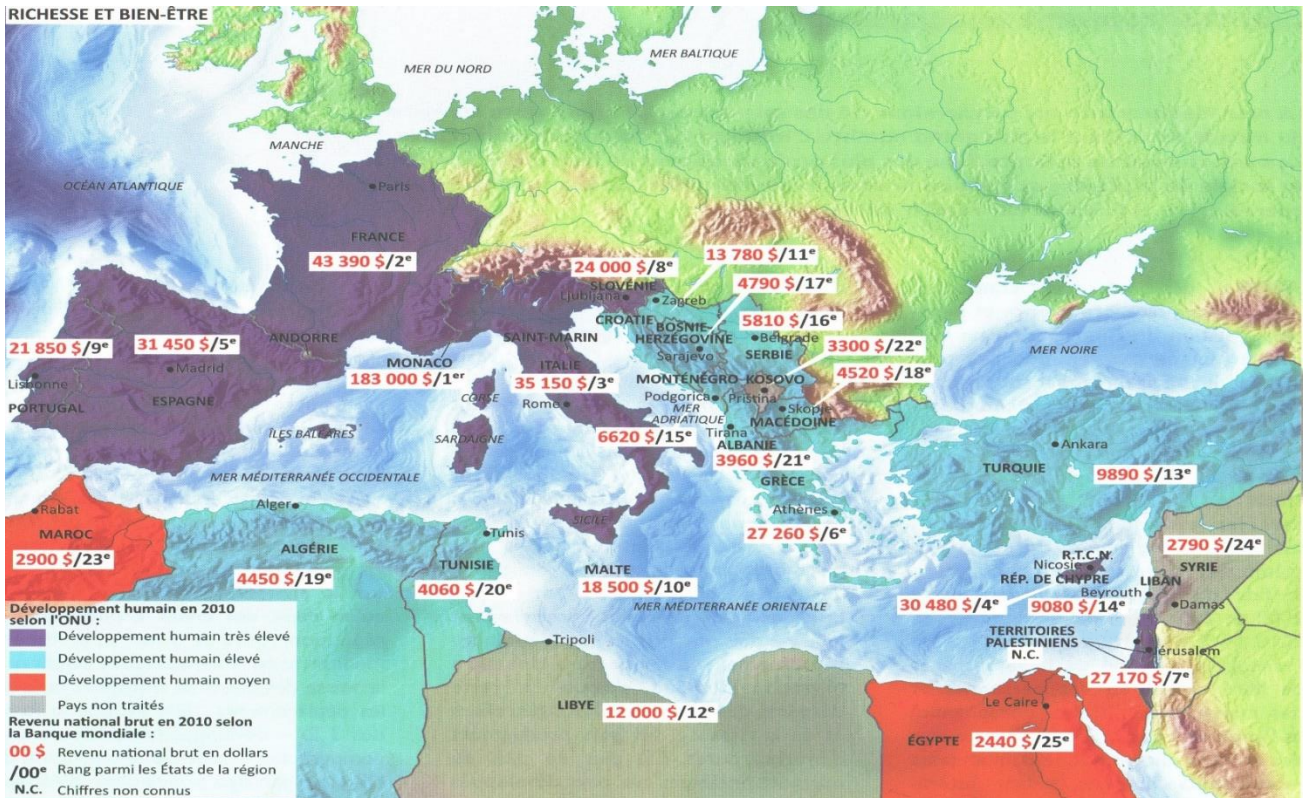 RICHESSE ET BIEN-ÊTRE
MER DU NORD
MER BALTIQUE
MANCHE
OCÉAN ATLANTIQUE
Paris
FRANCE
43 390 $/2e
24 000 $/8e
13 780 $/11e
SLOVÉNIE
Ljubljana
Zagreb
4790 $/17e
CROATIE
BOSNIE-
HERZÉGOVINE
5810 $/16e
Belgrade
Sarajevo
SERBIE
3300 $/22e
MER NOIRE
ANDORRE
SAINT-MARIN
21 850 $/9e
31 450 $/5e
Madrid
MONACO
183 000 $/1er
ITALIE
35 150 $/3e
MONTÉNÉGRO
KOSOVO
4520 $/18e
Lisbonne
PORTUGAL
ESPAGNE
CORSE
Rome
Podgorica
Pristina
Skopje
MACÉDOINE
MER
ADRIATIQUE
ÎLES BALÉARES
SARDAIGNE
6620 $/15e
Tirana
ALBANIE
3960 $/21e
Ankara
TURQUIE
9890 $/13e
MER MÉDITERRANÉE OCCIDENTALE
GRÈCE
Athènes
27 260 $/6e
Rabat
MAROC
2900 $/23e
Alger
ALGÉRIE
4450 $/19e
Tunis
TUNISIE
4060 $/20e
SICILE
MALTE
18 500 $/10e
MER MÉDITERRANÉE ORIENTALE
R.T.C.N.
Nicosie
RÉP. DE CHYPRE
30 480 $/4e
2790 $/24e
SYRIE
LIBAN
Beyrouth
9080 $/14e
Damas
TERRITOIRES
PALESTINIENS
N.C.
Jérusalem
27 170 $/7e
Tripoli
LIBYE
12 000 $/12e
Le Caire
ÉGYPTE
2440 $/25e
Développement humain en 2010
selon l'ONU :
Développement humain très élevé
Développement humain élevé
Développement humain moyen
Pays non traités
Revenu national brut en 2010 selon
la Banque mondiale :
00 $ Revenu national brut en dollars
/00e Rang parmi les États de la région
N.C. Chiffres non connus